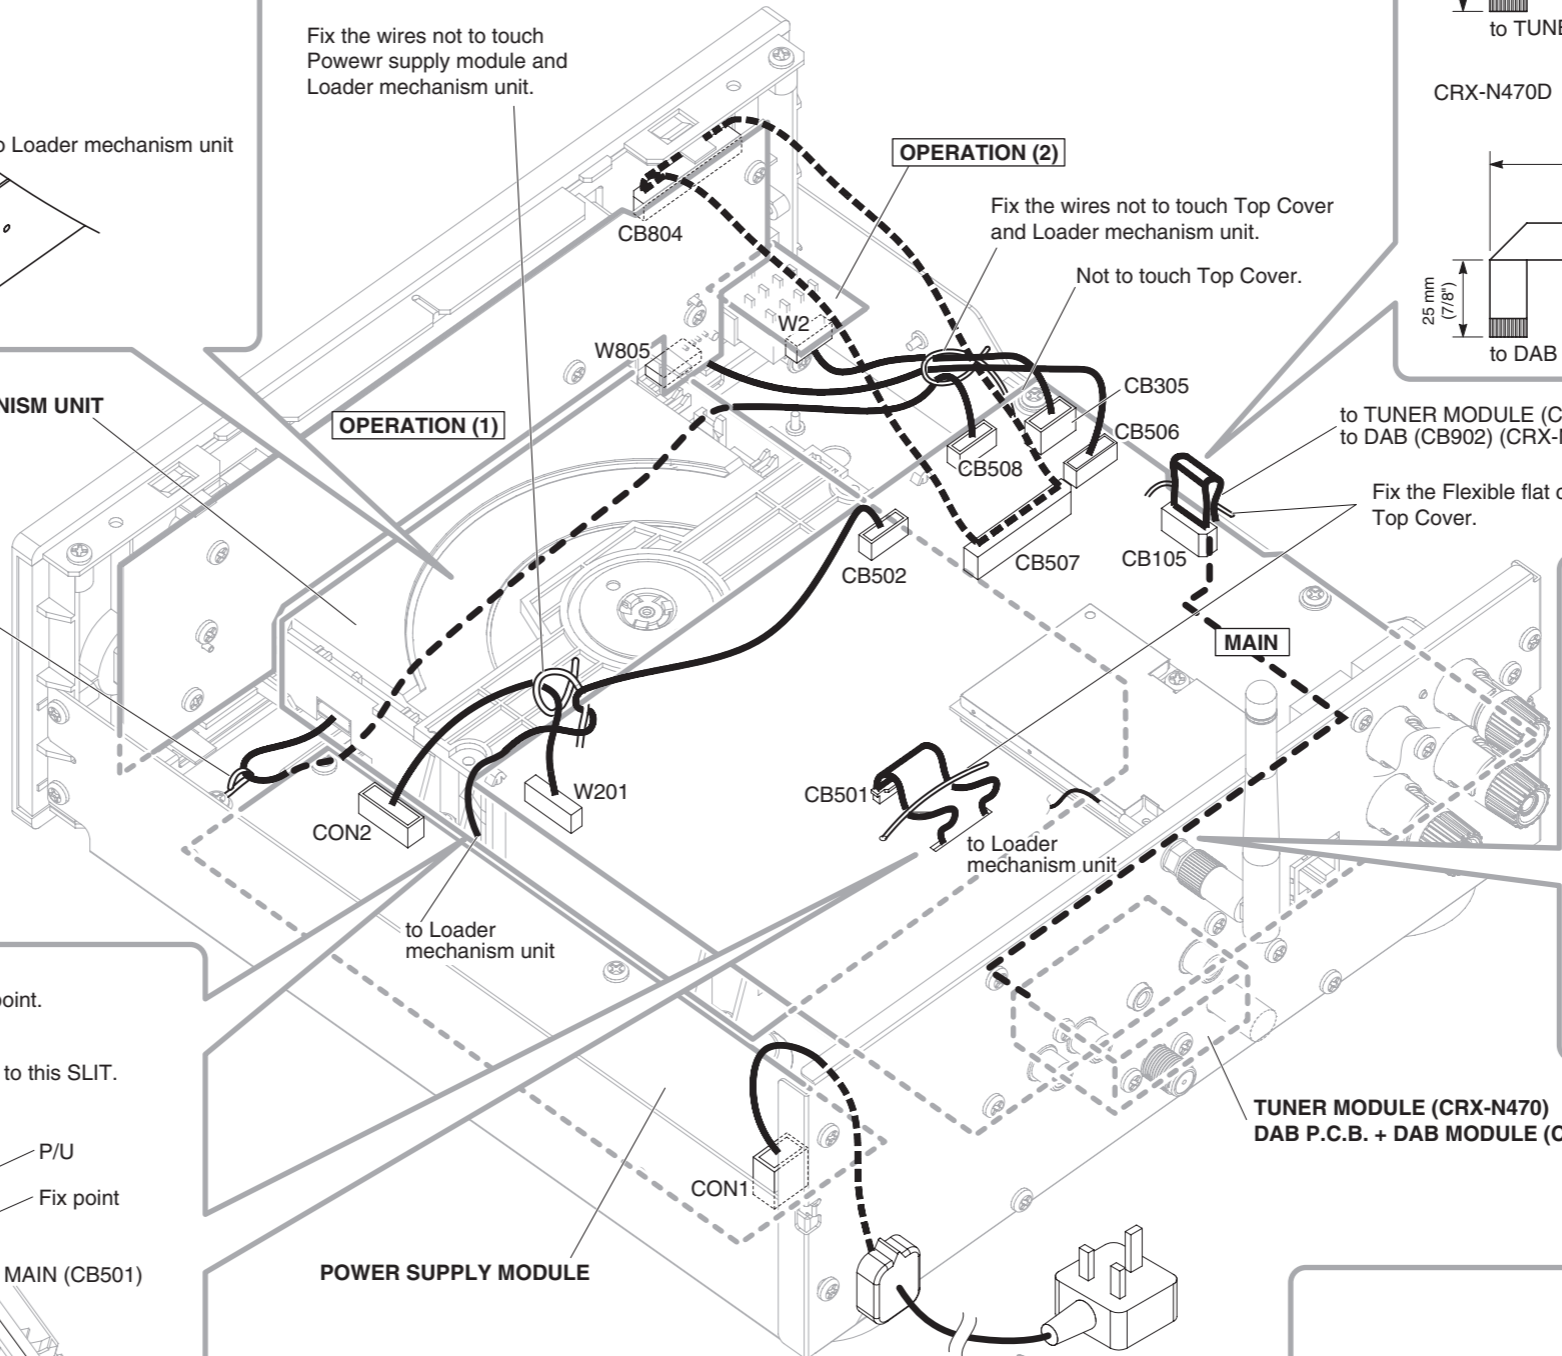 Fix the wires not to touch
Powewr supply module and
Loader mechanism unit.
to TUNE
CRX-N470D
Loader mechanism unit
OPERATION (2)
Fix the wires not to touch Top Cover
and Loader mechanism unit.
Not to touch Top Cover.
CB804
25 mm
(7/8")
to DAB
W2
W805
CB305
NISM UNIT
OPERATION (1)
to TUNER MODULE (C
to DAB (CB902) (CRX-N
CB506
CB508
Fix the Flexible flat c
Top Cover.
CB502
CB507
CB105
MAIN
W201
CB501
CON2
to Loader
mechanism unit
to Loader
mechanism unit
point.
to this SLIT.
P/U
Fix point
TUNER MODULE (CRX-N470)
DAB P.C.B. + DAB MODULE (C
CON1
MAIN (CB501)
POWER SUPPLY MODULE